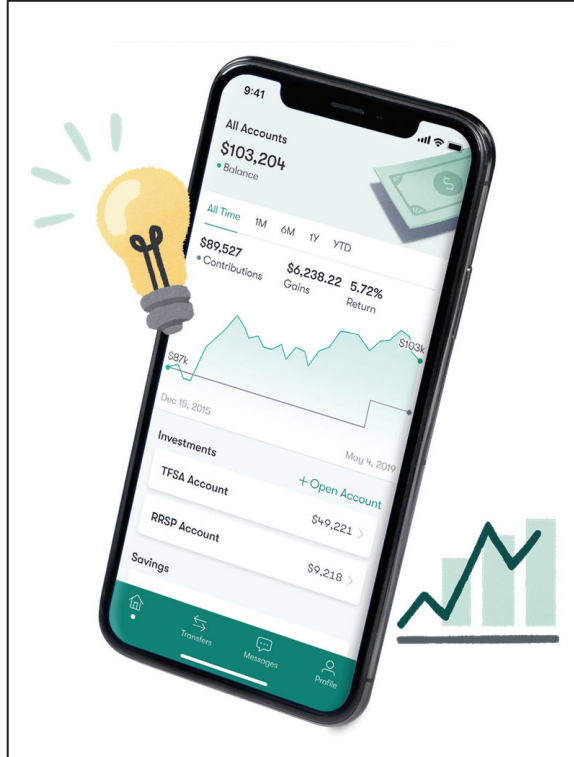 9:41
All Accounts
$103,204
Balance
All Time 1M 6M 1Y YTD
$89,527 $6,238.22 5.72%
Contributions Gains Return
$87k $103k
Dec 15, 2015 May 4, 2019
Investments + Open Account
TFSA Account $49,221
RRSP Account $9,218
Savings
Transfers Messages Profile